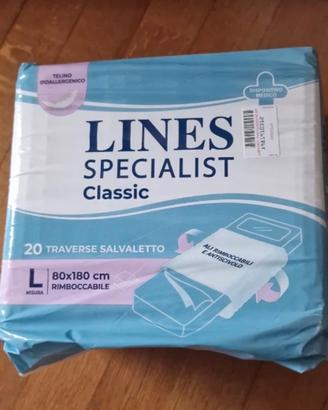 TELINO
IPOALLERGENICO
DISPOSITIVO
MEDICO
LINES
SPECIALIST
Classic
20 TRAVERSE SALVALETTO
L
MISURA
80x180 cm
RIMBOCCABILE
ALI RIMBOCCABILI
E ANTISCIVOLO